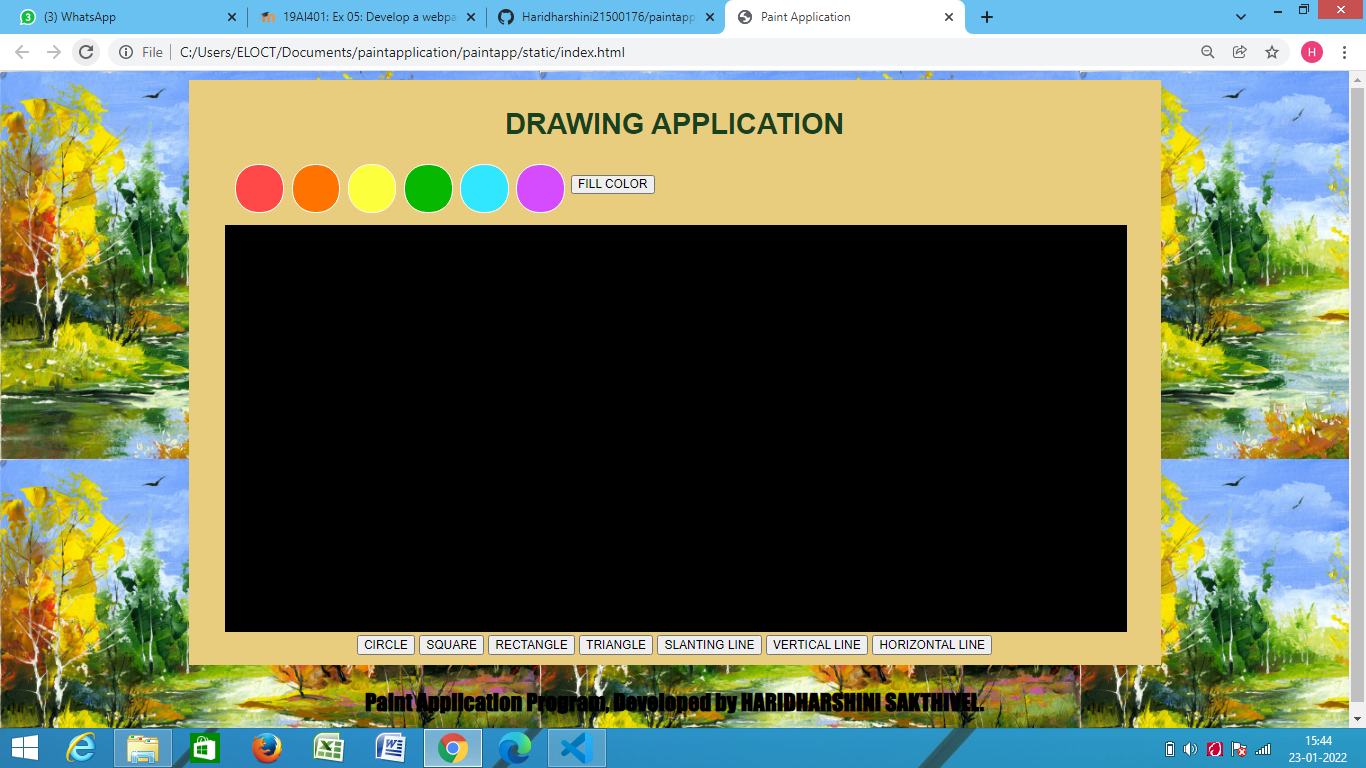 3 (3) WhatsApp
19AI401: Ex 05: Develop a webpa
Haridharshini21500176/paintapp
Paint Application
File C:/Users/ELOCT/Documents/paintapplication/paintapp/static/index.html H
DRAWING APPLICATION
FILL COLOR
CIRCLE SQUARE RECTANGLE TRIANGLE SLANTING LINE VERTICAL LINE HORIZONTAL LINE
Paint Application Program, Developed by HARIDHARSHINI SAKTHIVEL.
15:44
23-01-2022